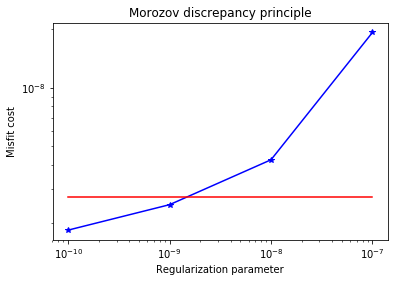 Morozov discrepancy principle
Misfit cost
10⁻⁸
10⁻¹⁰ 10⁻⁹ 10⁻⁸ 10⁻⁷
Regularization parameter